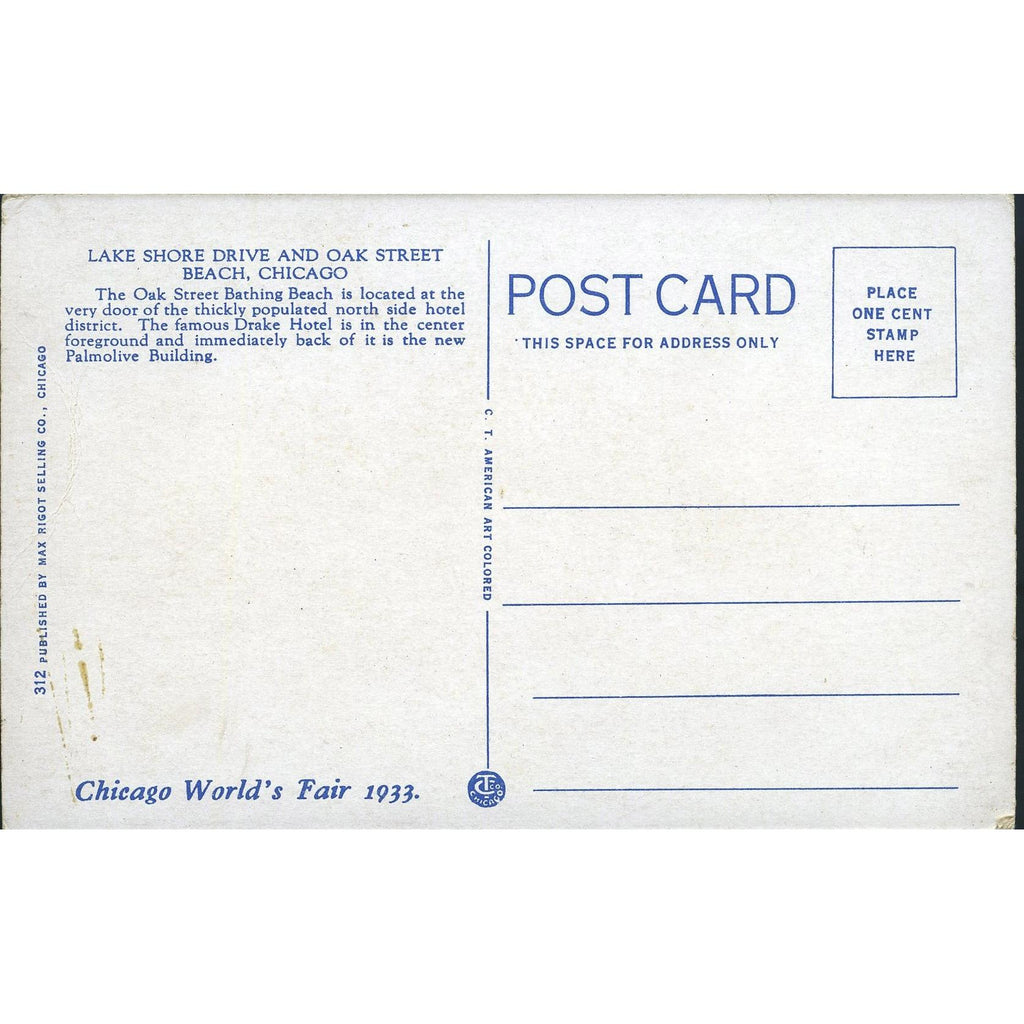 LAKE SHORE DRIVE AND OAK STREET
BEACH, CHICAGO
The Oak Street Bathing Beach is located at the
very door of the thickly populated north side hotel
district. The famous Drake Hotel is in the center
foreground and immediately back of it is the new
Palmolive Building.
312 PUBLISHED BY MAX RIGOT SELLING CO., CHICAGO
Chicago World's Fair 1933.
C. T. AMERICAN ART COLORED
CT CO
CHICAGO
POST CARD
THIS SPACE FOR ADDRESS ONLY
PLACE
ONE CENT
STAMP
HERE